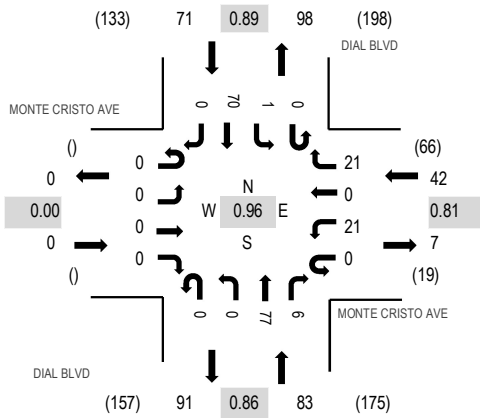 (133) 71 0.89 98 (198)
DIAL BLVD
MONTE CRISTO AVE
0 70 1 0
()
0
0.00
0
()
0
0
0
0
N
W 0.96 E
S
21
0
21
0
(66)
42
0.81
7
(19)
0 0 77 6
MONTE CRISTO AVE
DIAL BLVD
(157) 91 0.86 83 (175)